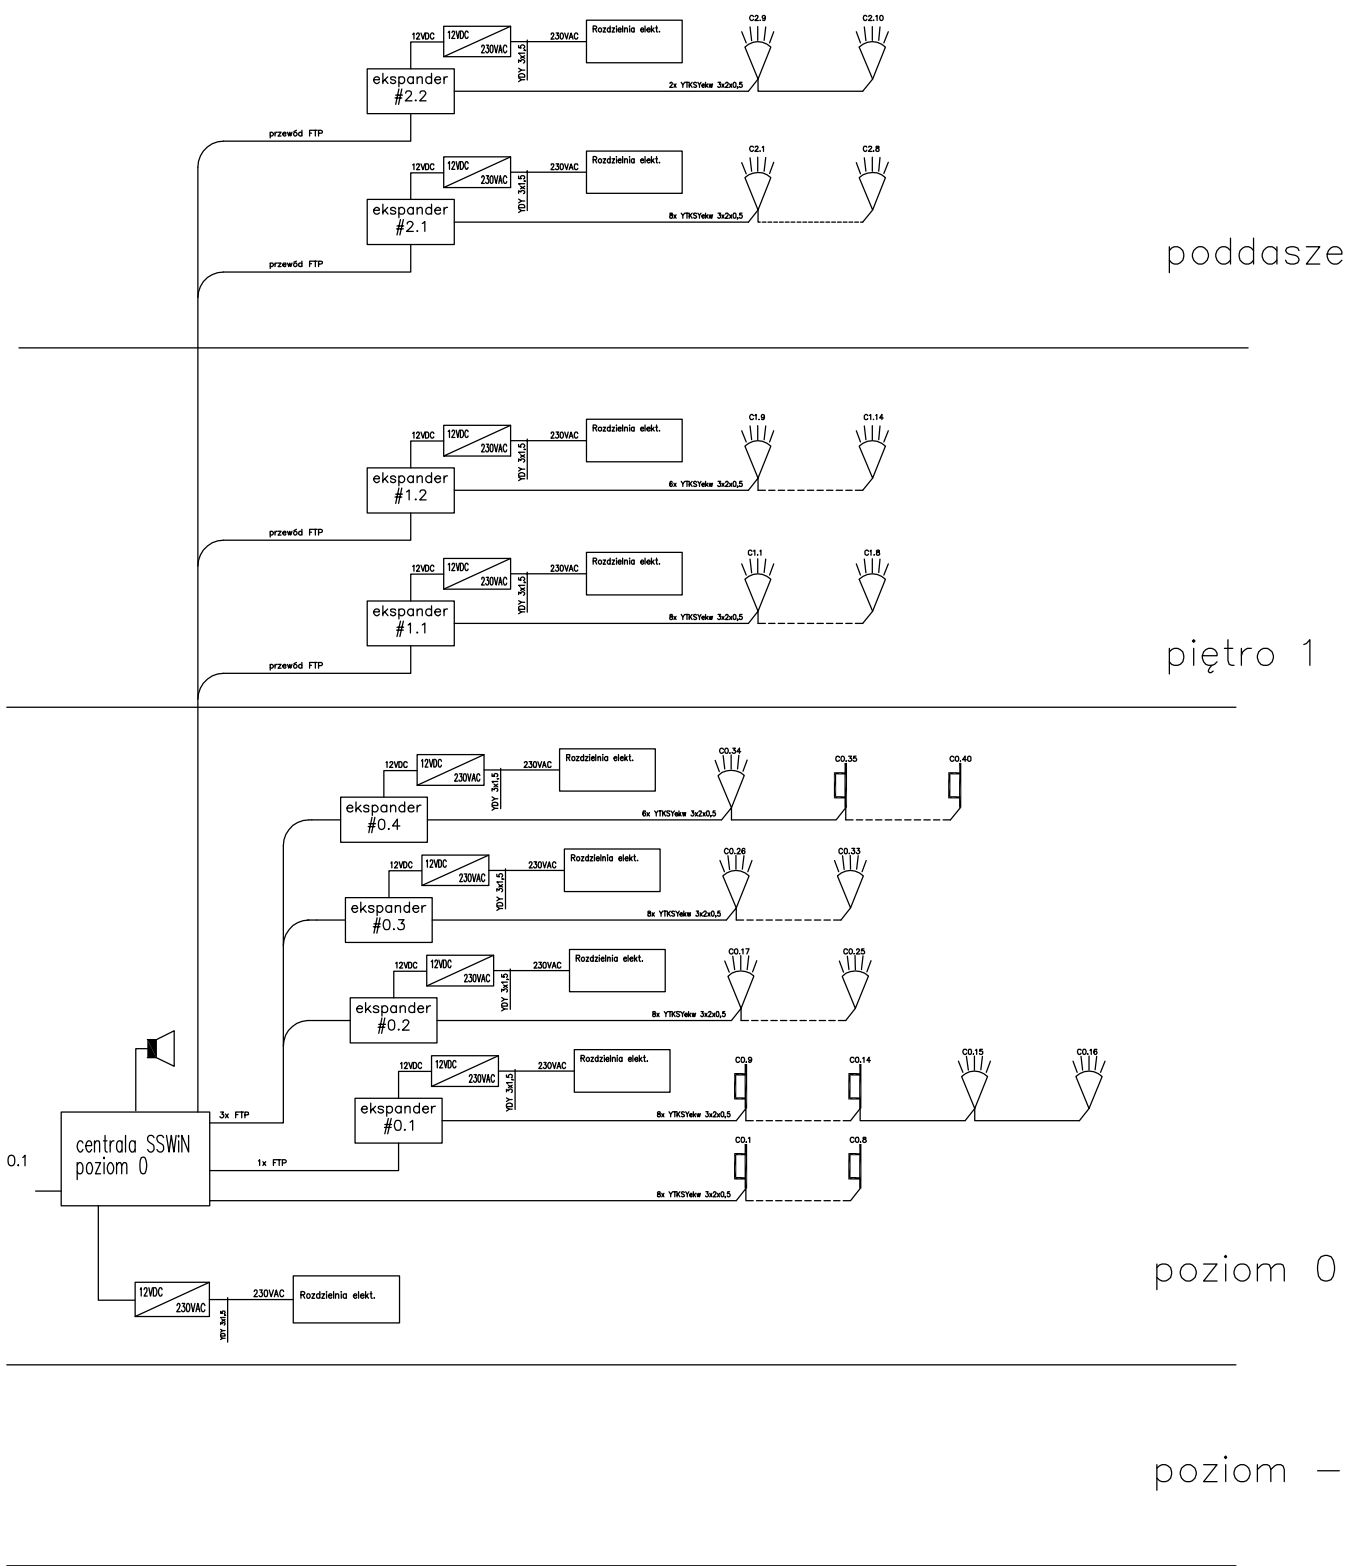 C2.9
C2.10
12VDC
12VDC
230VAC
YDY 3x1,5
230VAC
Rozdzielnia elekt.
ekspander
#2.2
2x YTKSYekw 3x2x0,5
przewód FTP
C2.1
C2.8
12VDC
12VDC
230VAC
YDY 3x1,5
230VAC
Rozdzielnia elekt.
ekspander
#2.1
8x YTKSYekw 3x2x0,5
przewód FTP
poddasze
C1.9
C1.14
12VDC
12VDC
230VAC
YDY 3x1,5
230VAC
Rozdzielnia elekt.
ekspander
#1.2
6x YTKSYekw 3x2x0,5
przewód FTP
C1.1
C1.8
12VDC
12VDC
230VAC
YDY 3x1,5
230VAC
Rozdzielnia elekt.
ekspander
#1.1
8x YTKSYekw 3x2x0,5
przewód FTP
piętro 1
C0.34
C0.35
C0.40
12VDC
12VDC
230VAC
YDY 3x1,5
230VAC
Rozdzielnia elekt.
ekspander
#0.4
6x YTKSYekw 3x2x0,5
C0.26
C0.33
12VDC
12VDC
230VAC
YDY 3x1,5
230VAC
Rozdzielnia elekt.
ekspander
#0.3
8x YTKSYekw 3x2x0,5
C0.17
C0.25
12VDC
12VDC
230VAC
YDY 3x1,5
230VAC
Rozdzielnia elekt.
ekspander
#0.2
8x YTKSYekw 3x2x0,5
C0.9
C0.14
C0.15
C0.16
12VDC
12VDC
230VAC
YDY 3x1,5
230VAC
Rozdzielnia elekt.
ekspander
#0.1
8x YTKSYekw 3x2x0,5
3x FTP
C0.1
C0.8
0.1
centrala SSWiN
poziom 0
1x FTP
8x YTKSYekw 3x2x0,5
poziom 0
12VDC
230VAC
YDY 3x1,5
230VAC
Rozdzielnia elekt.
poziom –